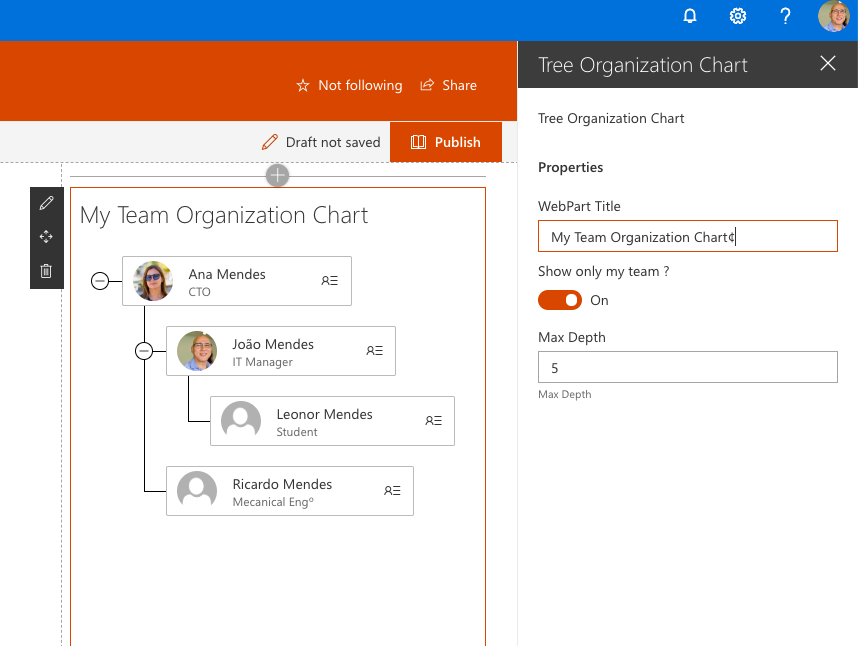 Not following
Share
Draft not saved
Publish
My Team Organization Chart
Ana Mendes
CTO
João Mendes
IT Manager
Leonor Mendes
Student
Ricardo Mendes
Mecanical Engº
Tree Organization Chart
Tree Organization Chart
Properties
WebPart Title
My Team Organization Chart¢
Show only my team ?
On
Max Depth
5
Max Depth